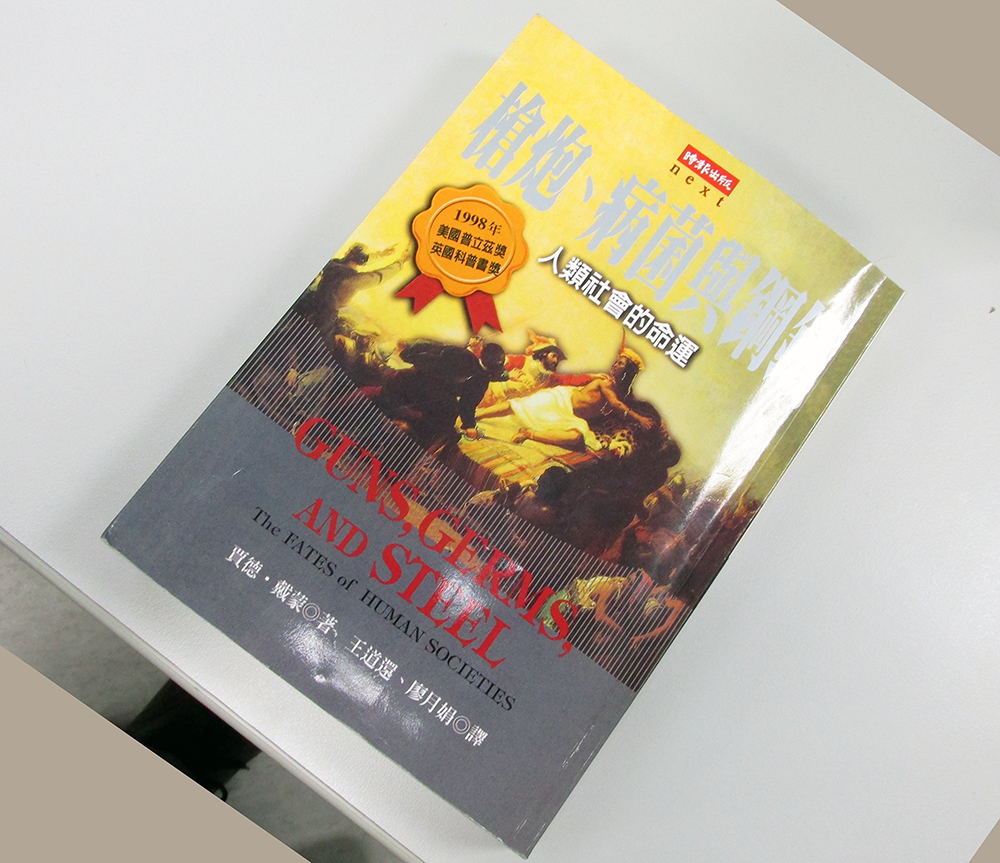 時報出版
next
槍炮、病菌與鋼
人類社會的命運
1998年
美國普立茲獎
英國科普書獎
GUNS, GERMS,
AND STEEL
The FATES of HUMAN SOCIETIES
賈德・戴蒙◎著、王道還、廖月娟◎譯